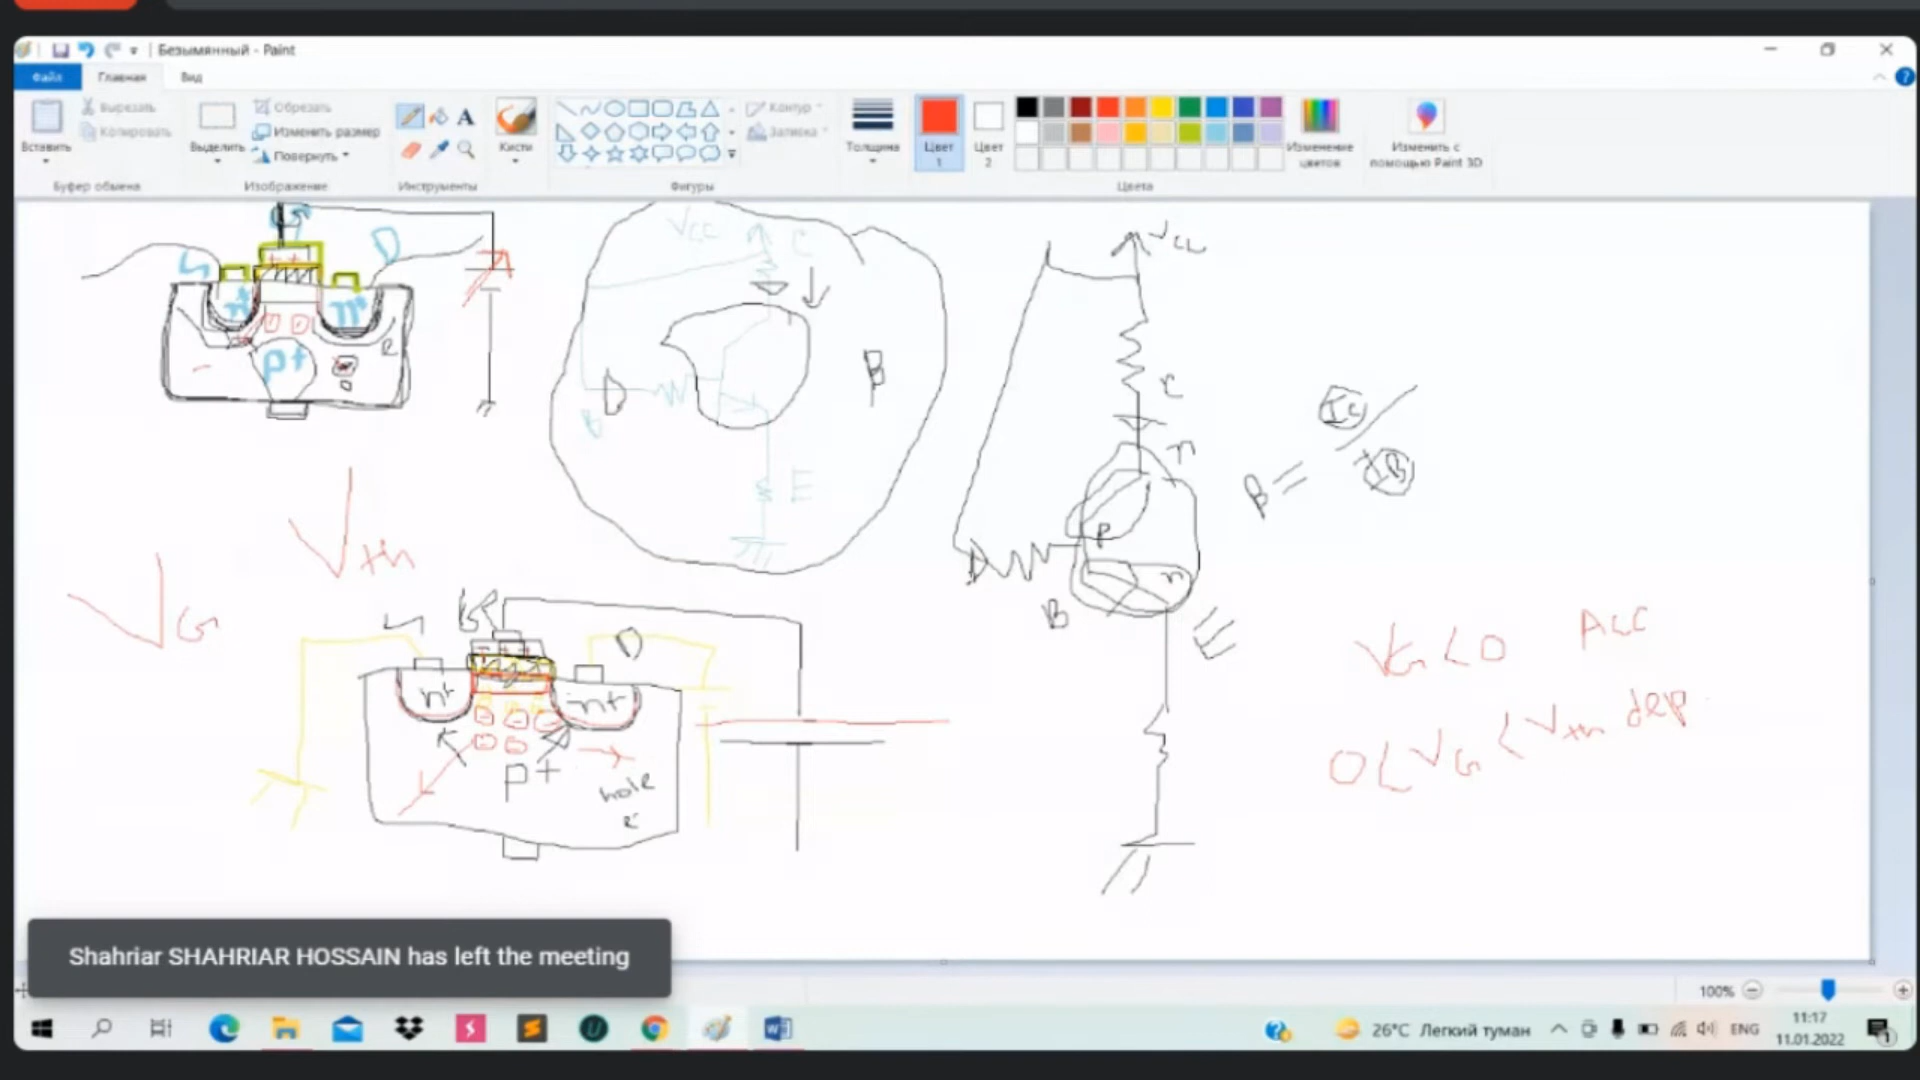 Безымянный - Paint
Файл
Главная
Вид
Вставить
Вырезать
Копировать
Буфер обмена
Выделить
Обрезать
Изменить размер
Повернуть
Изображение
A
Инструменты
Кисти
Контур
Заливка
Фигуры
Толщина
Цвет 1
Цвет 2
Изменение цветов
Цвета
Изменить с помощью Paint 3D
S
D
n+
n+
p+
VCC
C
B
D
B
E
VCC
C
n
p
n
B
E
B = IC / IB
Vth
VG
S
G
D
n+
n+
p+
hole
VG < 0 ACC
0 < VG < Vth dep
Shahriar SHAHRIAR HOSSAIN has left the meeting
100%
26°C Легкий туман
ENG
11:17
11.01.2022